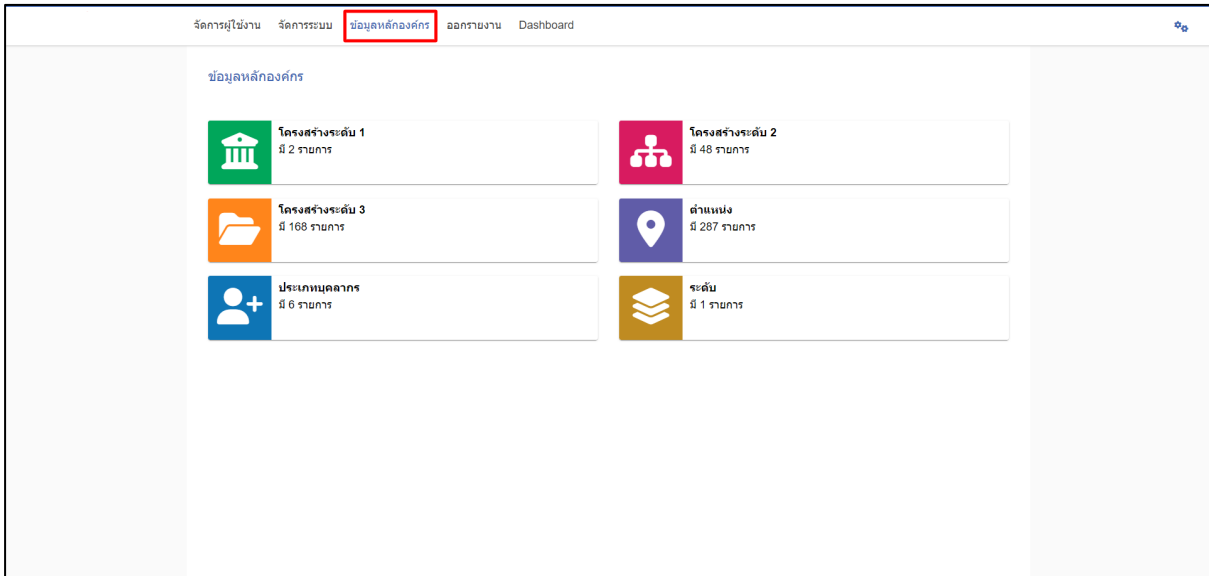 จัดการผู้ใช้งาน จัดการระบบ ข้อมูลหลักองค์กร ออกรายงาน Dashboard
ข้อมูลหลักองค์กร
โครงสร้างระดับ 1
มี 2 รายการ
โครงสร้างระดับ 2
มี 48 รายการ
โครงสร้างระดับ 3
มี 168 รายการ
ตำแหน่ง
มี 287 รายการ
ประเภทบุคลากร
มี 6 รายการ
ระดับ
มี 1 รายการ